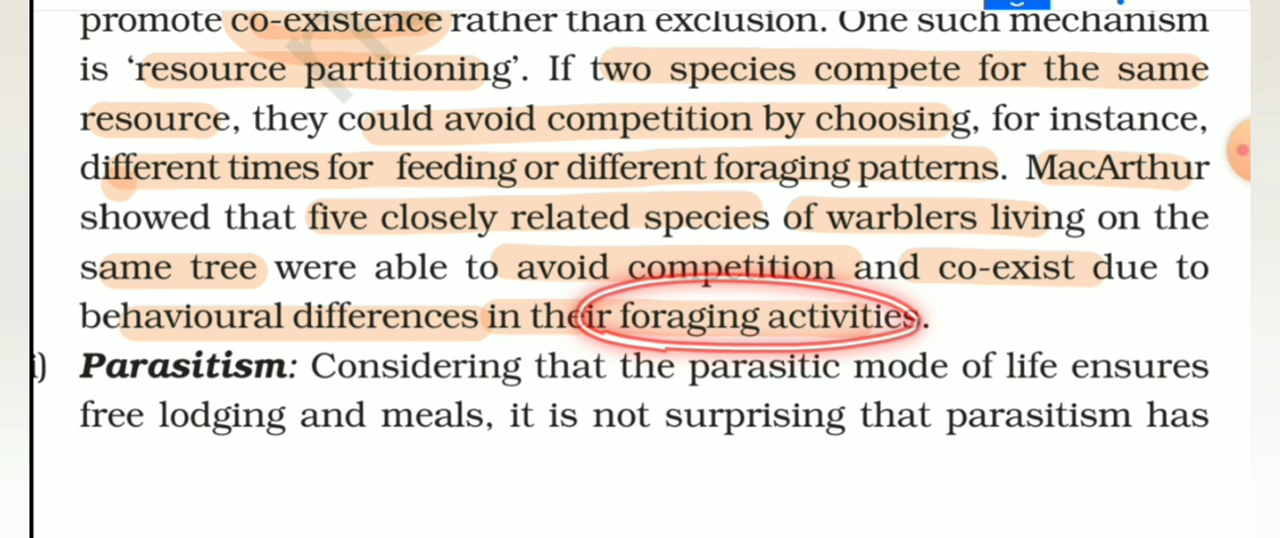 promote co-existence rather than exclusion. One such mechanism
is ‘resource partitioning’. If two species compete for the same
resource, they could avoid competition by choosing, for instance,
different times for feeding or different foraging patterns. MacArthur
showed that five closely related species of warblers living on the
same tree were able to avoid competition and co-exist due to
behavioural differences in their foraging activities.
i) Parasitism: Considering that the parasitic mode of life ensures
free lodging and meals, it is not surprising that parasitism has